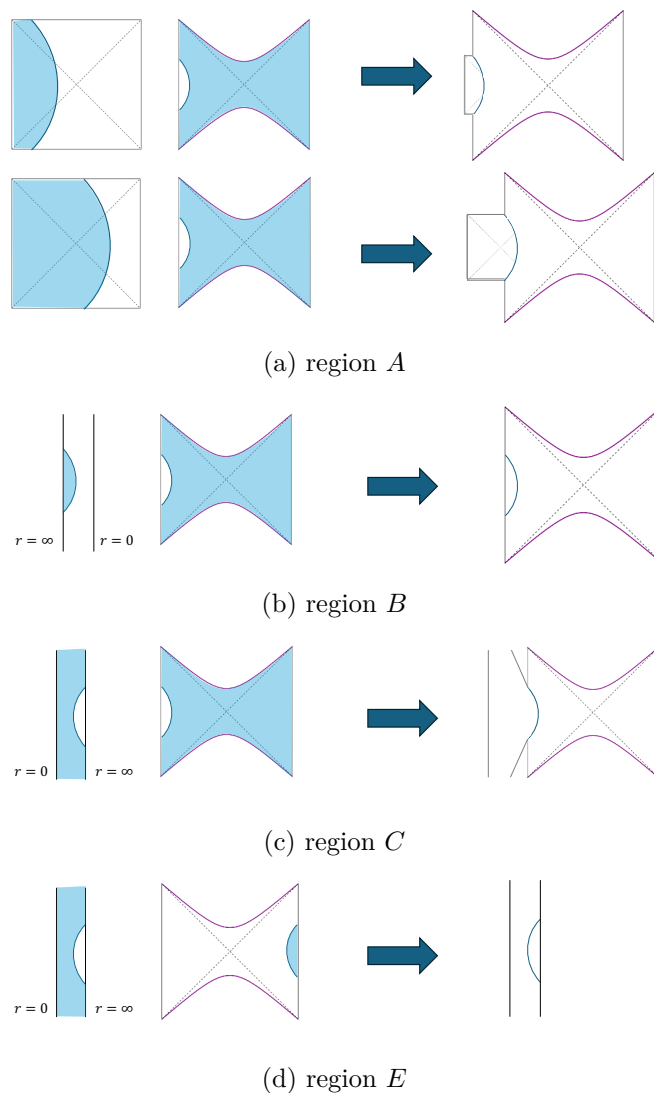 (a) region A
r = ∞ r = 0
(b) region B
r = 0 r = ∞
(c) region C
r = 0 r = ∞
(d) region E